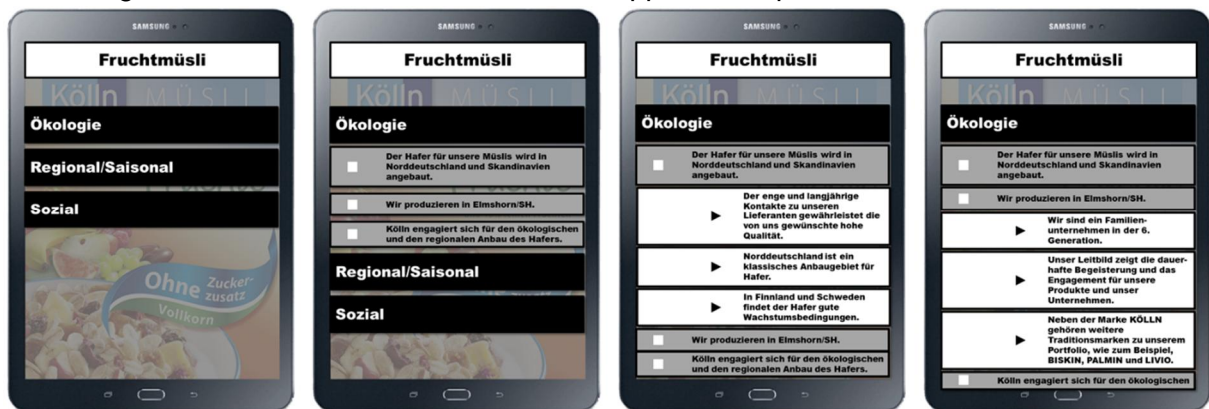 SAMSUNG
Fruchtmüsli
Kölln MÜSLI
Ökologie
Regional/Saisonal
Sozial
Ohne Zucker-
zusatz
Vollkorn
SAMSUNG
Fruchtmüsli
Kölln MÜSLI
Ökologie
Der Hafer für unsere Müslis wird in
Norddeutschland und Skandinavien
angebaut.
Wir produzieren in Elmshorn/SH.
Kölln engagiert sich für den ökologischen
und den regionalen Anbau des Hafers.
Regional/Saisonal
Sozial
SAMSUNG
Fruchtmüsli
Kölln MÜSLI
Ökologie
Der Hafer für unsere Müslis wird in
Norddeutschland und Skandinavien
angebaut.
Der enge und langjährige
Kontakte zu unseren
Lieferanten gewährleistet die
von uns gewünschte hohe
Qualität.
Norddeutschland ist ein
klassisches Anbaugebiet für
Hafer.
In Finnland und Schweden
findet der Hafer gute
Wachstumsbedingungen.
Wir produzieren in Elmshorn/SH.
Kölln engagiert sich für den ökologischen
und den regionalen Anbau des Hafers.
SAMSUNG
Fruchtmüsli
Kölln MÜSLI
Ökologie
Der Hafer für unsere Müslis wird in
Norddeutschland und Skandinavien
angebaut.
Wir produzieren in Elmshorn/SH.
Wir sind ein Familien-
unternehmen in der 6.
Generation.
Unser Leitbild zeigt die dauer-
hafte Begeisterung und das
Engagement für unsere
Produkte und unser
Unternehmen.
Neben der Marke KÖLLN
gehören weitere
Traditionsmarken zu unserem
Portfolio, wie zum Beispiel,
BISKIN, PALMIN und LIVIO.
Kölln engagiert sich für den ökologischen